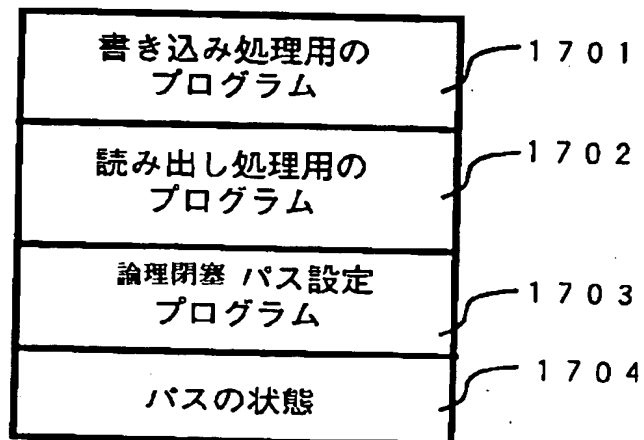 書き込み処理用の
プログラム
1701
読み出し処理用の
プログラム
1702
論理閉塞 パス設定
プログラム
1703
パスの状態
1704